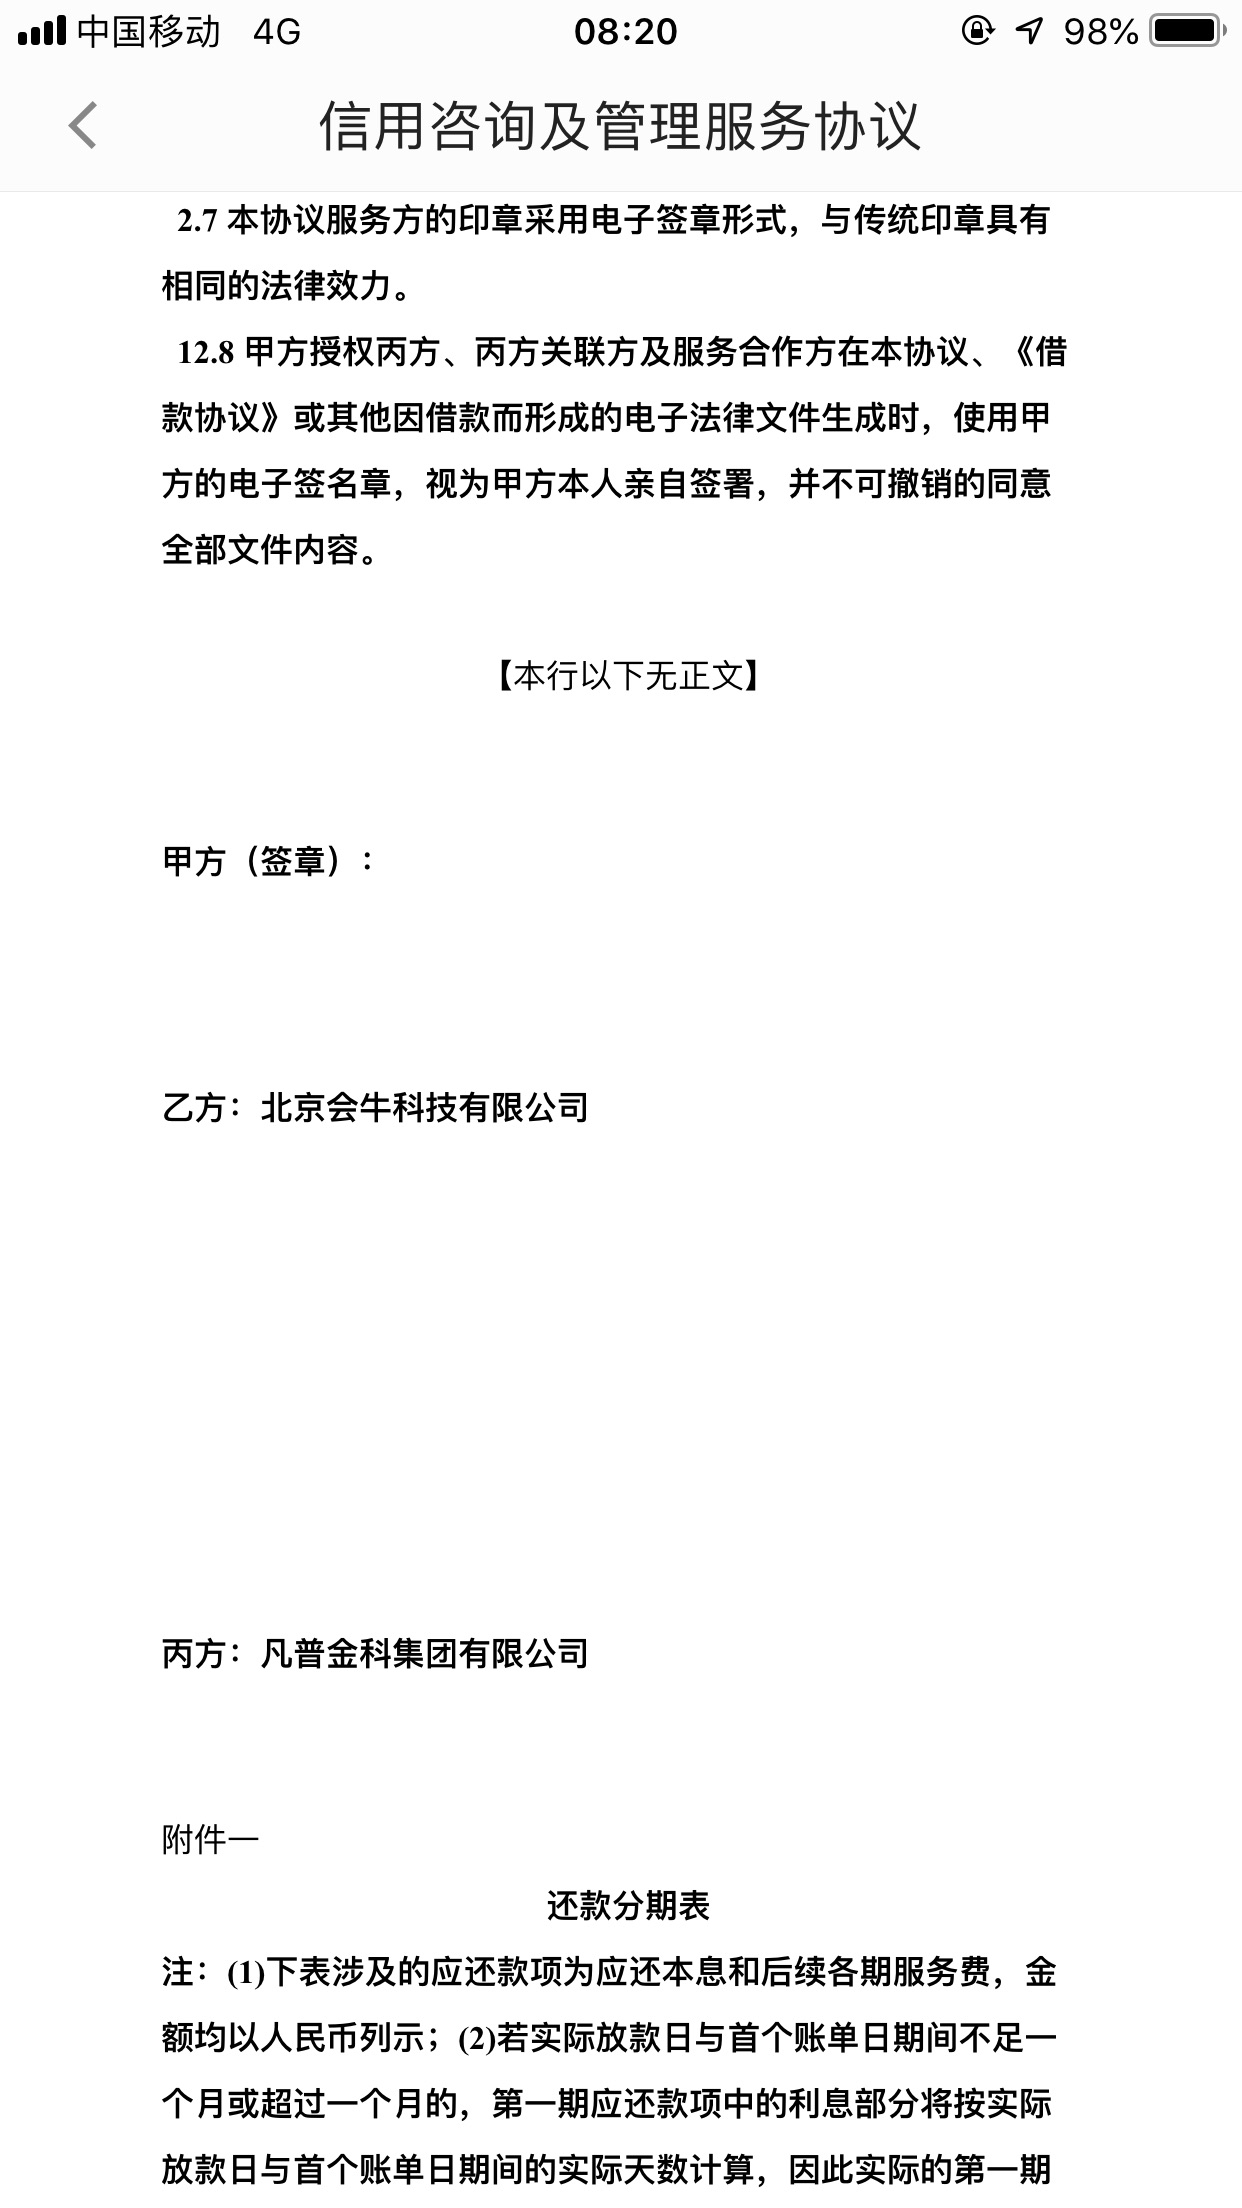 中国移动 4G 08:20 98%
信用咨询及管理服务协议
2.7 本协议服务方的印章采用电子签章形式，与传统印章具有
相同的法律效力。
12.8 甲方授权丙方、丙方关联方及服务合作方在本协议、《借
款协议》或其他因借款而形成的电子法律文件生成时，使用甲
方的电子签名章，视为甲方本人亲自签署，并不可撤销的同意
全部文件内容。
【本行以下无正文】
甲方（签章）：
乙方：北京会牛科技有限公司
丙方：凡普金科集团有限公司
附件一
还款分期表
注：(1)下表涉及的应还款项为应还本息和后续各期服务费，金
额均以人民币列示；(2)若实际放款日与首个账单日期间不足一
个月或超过一个月的，第一期应还款项中的利息部分将按实际
放款日与首个账单日期间的实际天数计算，因此实际的第一期